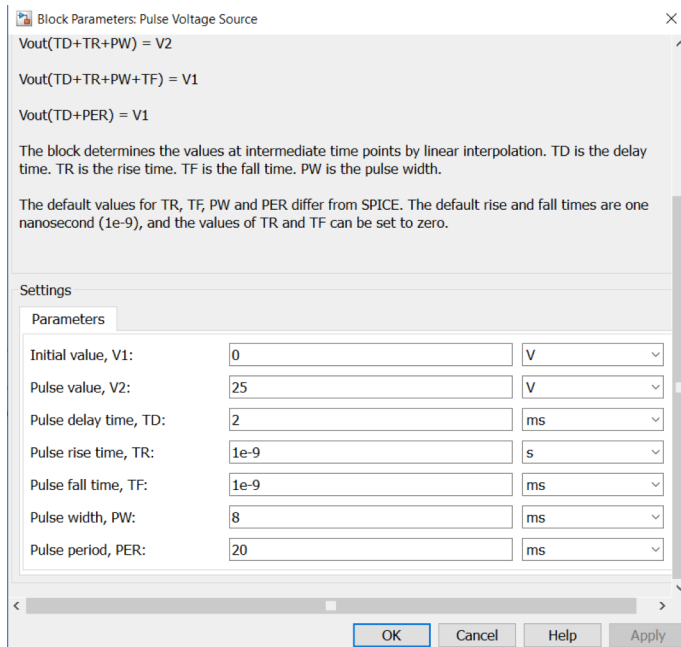 Block Parameters: Pulse Voltage Source
Vout(TD+TR+PW) = V2
Vout(TD+TR+PW+TF) = V1
Vout(TD+PER) = V1
The block determines the values at intermediate time points by linear interpolation. TD is the delay
time. TR is the rise time. TF is the fall time. PW is the pulse width.
The default values for TR, TF, PW and PER differ from SPICE. The default rise and fall times are one
nanosecond (1e-9), and the values of TR and TF can be set to zero.
Settings
Parameters
Initial value, V1: 0 V
Pulse value, V2: 25 V
Pulse delay time, TD: 2 ms
Pulse rise time, TR: 1e-9 s
Pulse fall time, TF: 1e-9 ms
Pulse width, PW: 8 ms
Pulse period, PER: 20 ms
OK Cancel Help Apply